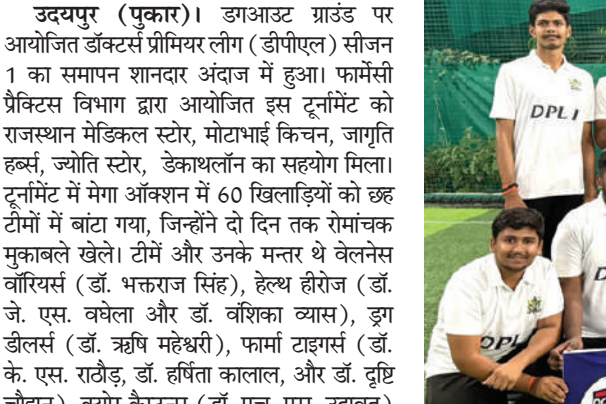 उदयपुर (पुकार)। डगआउट ग्राउंड पर
आयोजित डॉक्टर्स प्रीमियर लीग (डीपीएल) सीजन
1 का समापन शानदार अंदाज में हुआ। फार्मेसी
प्रैक्टिस विभाग द्वारा आयोजित इस टूर्नामेंट को
राजस्थान मेडिकल स्टोर, मोटाभाई किचन, जागृति
हर्ब्स, ज्योति स्टोर, डेकाथलॉन का सहयोग मिला।
टूर्नामेंट में मेगा ऑक्शन में 60 खिलाड़ियों को छह
टीमों में बांटा गया, जिन्होंने दो दिन तक रोमांचक
मुकाबले खेले। टीमें और उनके मन्तर थे वेलनेस
वॉरियर्स (डॉ. भक्तराज सिंह), हेल्थ हीरोज (डॉ.
जे. एस. वघेला और डॉ. वंशिका व्यास), ड्रग
डीलर्स (डॉ. ऋषि महेश्वरी), फार्मा टाइगर्स (डॉ.
के. एस. राठौड़, डॉ. हर्षिता कालाल, और डॉ. दृष्टि
DPL 1
DPL
D